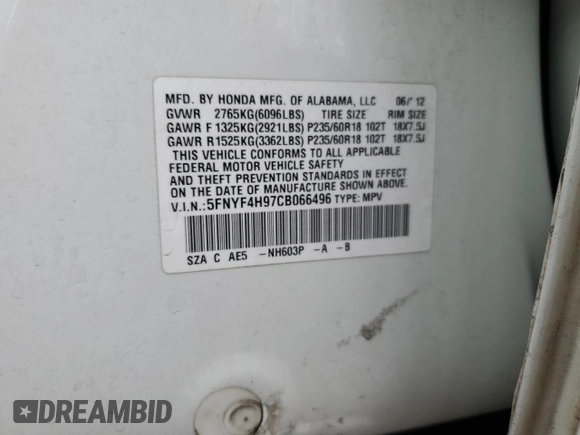 MFD. BY HONDA MFG. OF ALABAMA, LLC 06/'12
GVWR 2765KG(6096LBS) TIRE SIZE RIM SIZE
GAWR F 1325KG(2921LBS) P235/60R18 102T 18X7.5J
GAWR R 1525KG(3362LBS) P235/60R18 102T 18X7.5J
THIS VEHICLE CONFORMS TO ALL APPLICABLE
FEDERAL MOTOR VEHICLE SAFETY
AND THEFT PREVENTION STANDARDS IN EFFECT
ON THE DATE OF MANUFACTURE SHOWN ABOVE.
V.I.N.:5FNYF4H97CB066496 TYPE: MPV
SZA C AE5 -NH603P -A -B
DREAMBID